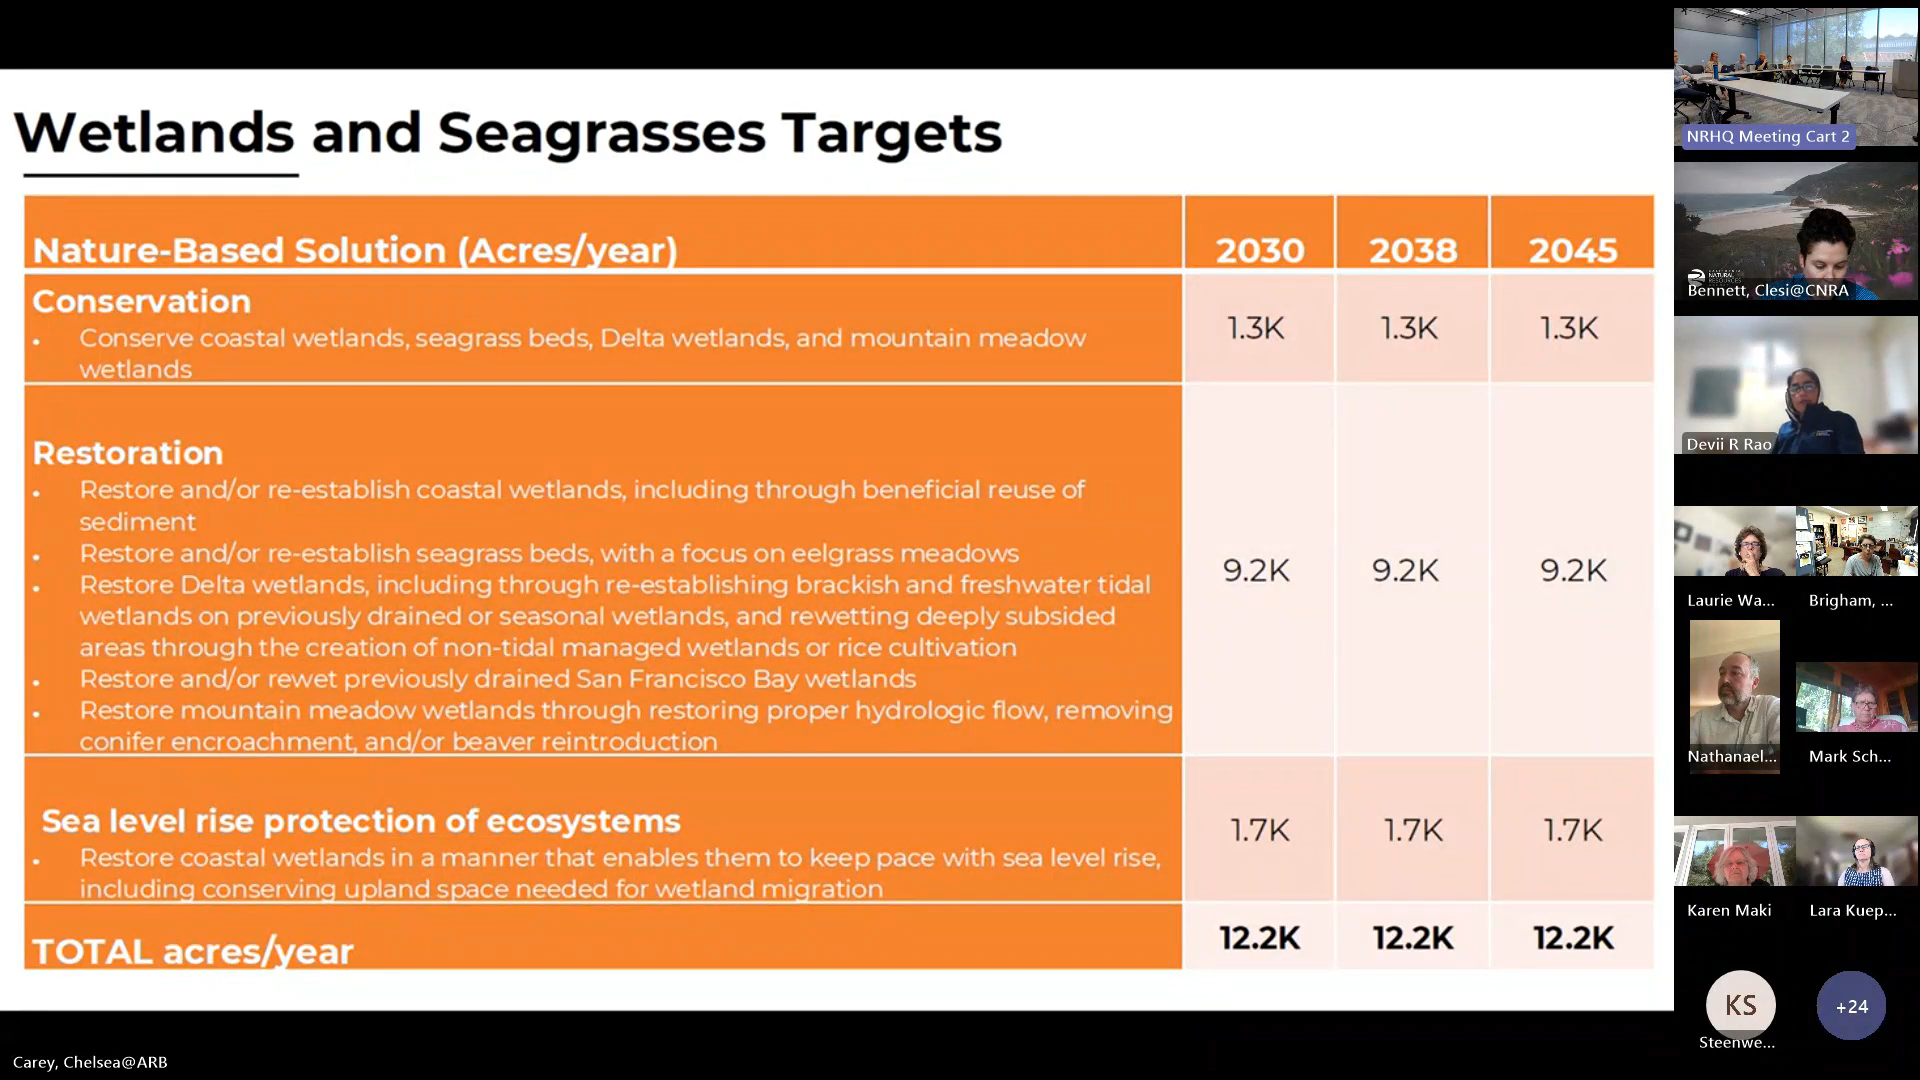 Wetlands and Seagrasses Targets
Nature-Based Solution (Acres/year) 2030 2038 2045
Conservation
• Conserve coastal wetlands, seagrass beds, Delta wetlands, and mountain meadow
wetlands
1.3K 1.3K 1.3K
Restoration
• Restore and/or re-establish coastal wetlands, including through beneficial reuse of
sediment
• Restore and/or re-establish seagrass beds, with a focus on eelgrass meadows
• Restore Delta wetlands, including through re-establishing brackish and freshwater tidal
wetlands on previously drained or seasonal wetlands, and rewetting deeply subsided
areas through the creation of non-tidal managed wetlands or rice cultivation
• Restore and/or rewet previously drained San Francisco Bay wetlands
• Restore mountain meadow wetlands through restoring proper hydrologic flow, removing
conifer encroachment, and/or beaver reintroduction
9.2K 9.2K 9.2K
Sea level rise protection of ecosystems
• Restore coastal wetlands in a manner that enables them to keep pace with sea level rise,
including conserving upland space needed for wetland migration
1.7K 1.7K 1.7K
TOTAL acres/year 12.2K 12.2K 12.2K
Carey, Chelsea@ARB
NRHQ Meeting Cart 2
Bennett, Clesi@CNRA
Devii R Rao
Laurie Wa...
Brigham, ...
Nathanael...
Mark Sch...
Karen Maki
Lara Kuep...
KS
Steenwe...
+24